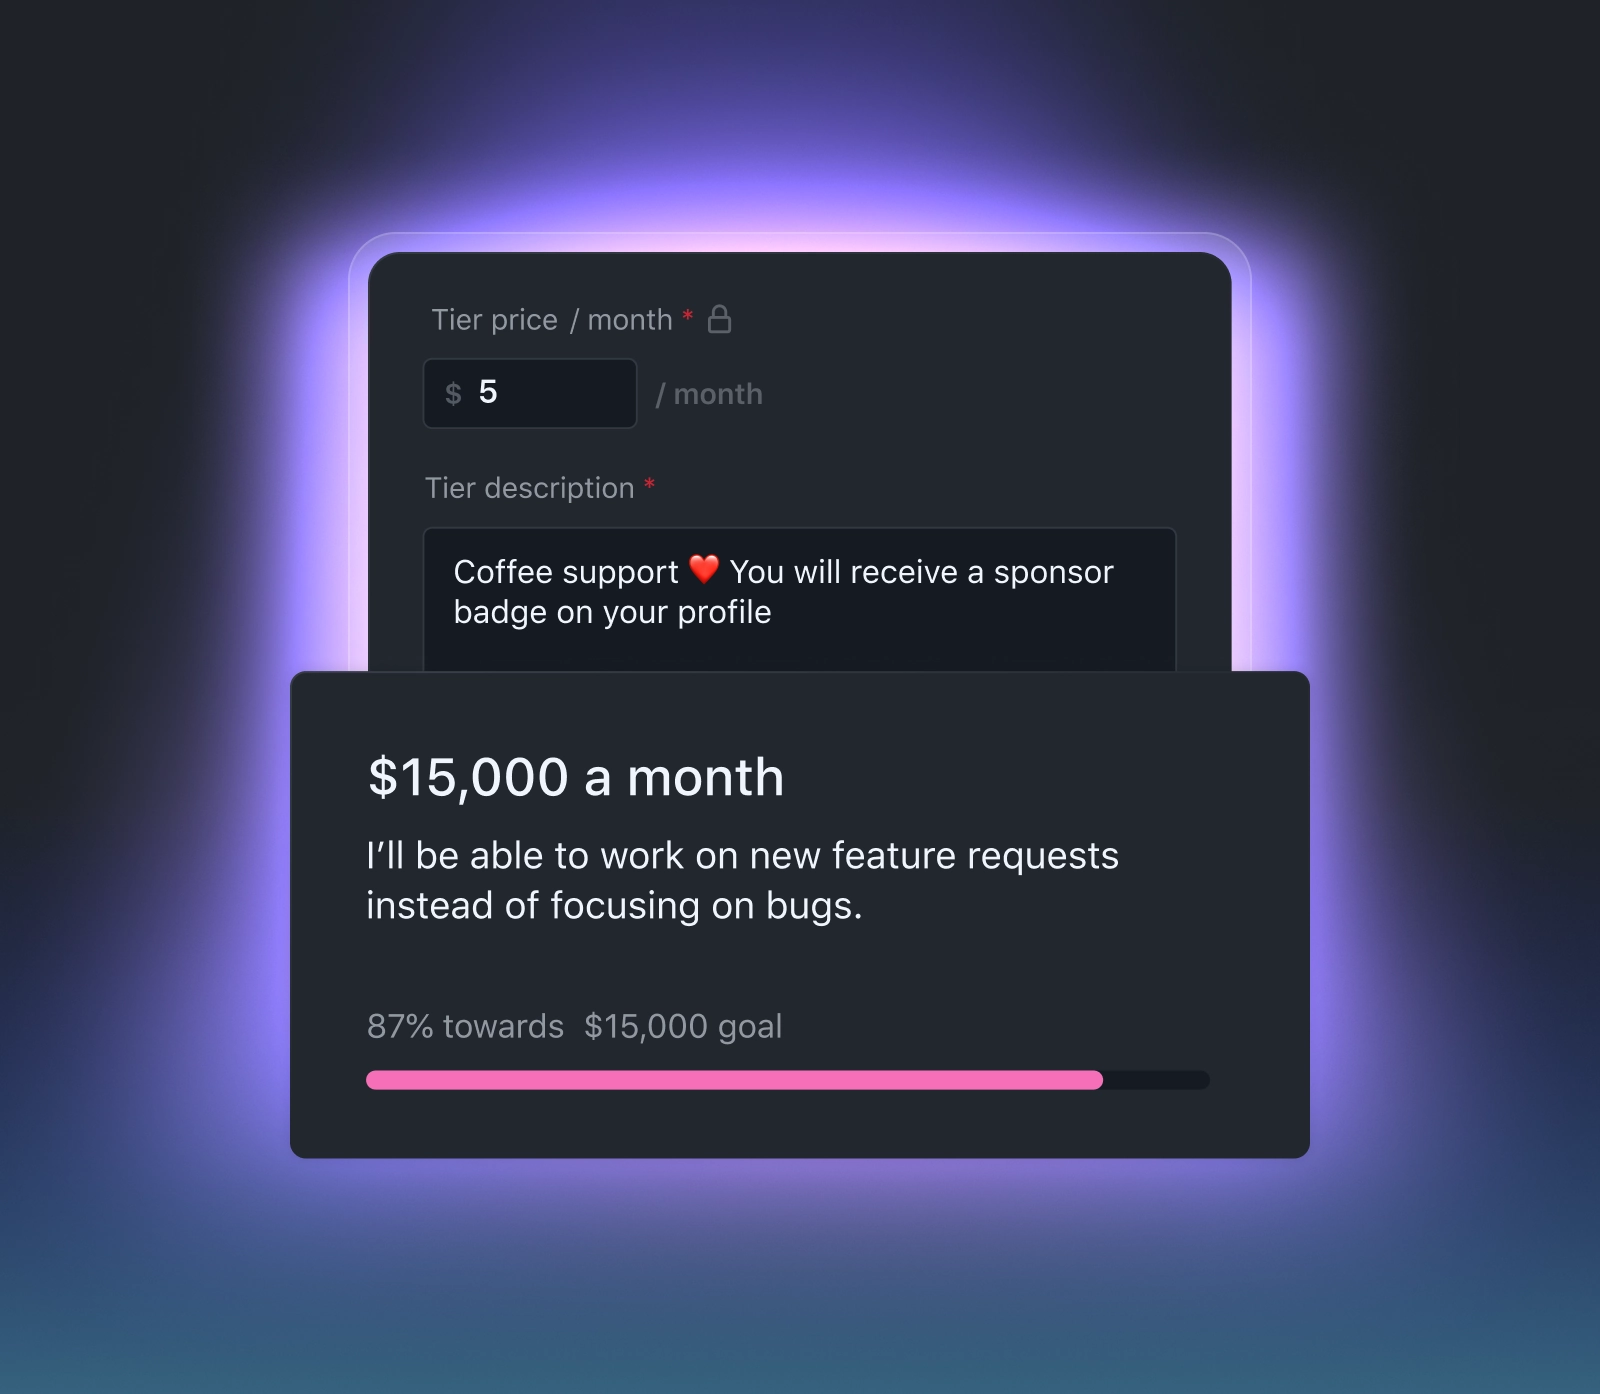 Tier price / month *
$ 5 / month
Tier description *
Coffee support ❤️ You will receive a sponsor
badge on your profile
$15,000 a month
I’ll be able to work on new feature requests
instead of focusing on bugs.
87% towards $15,000 goal